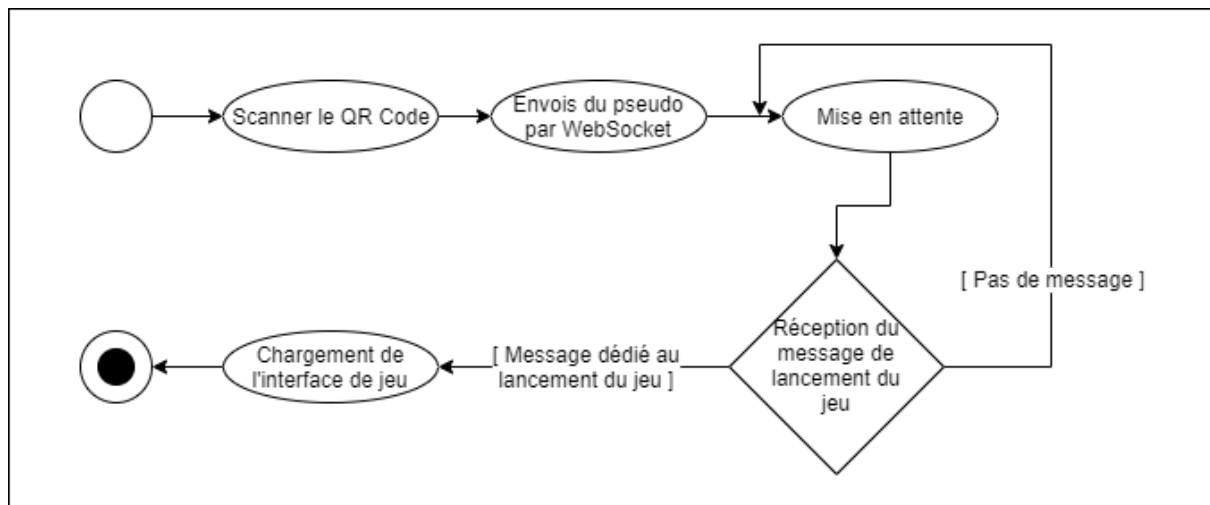 Scanner le QR Code
Envois du pseudo
par WebSocket
Mise en attente
[ Pas de message ]
Réception du
message de
lancement du
jeu
[ Message dédié au
lancement du jeu ]
Chargement de
l'interface de jeu